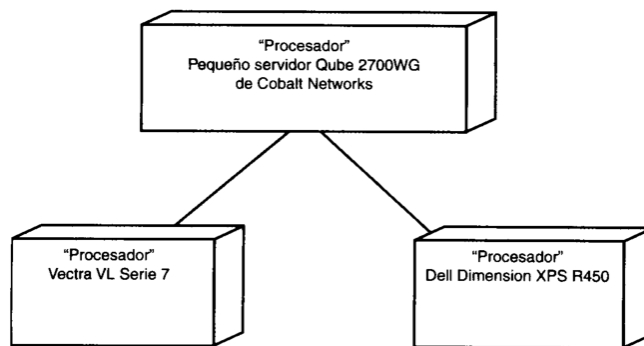 “Procesador”
Pequeño servidor Qube 2700WG
de Cobalt Networks
“Procesador”
Vectra VL Serie 7
“Procesador”
Dell Dimension XPS R450